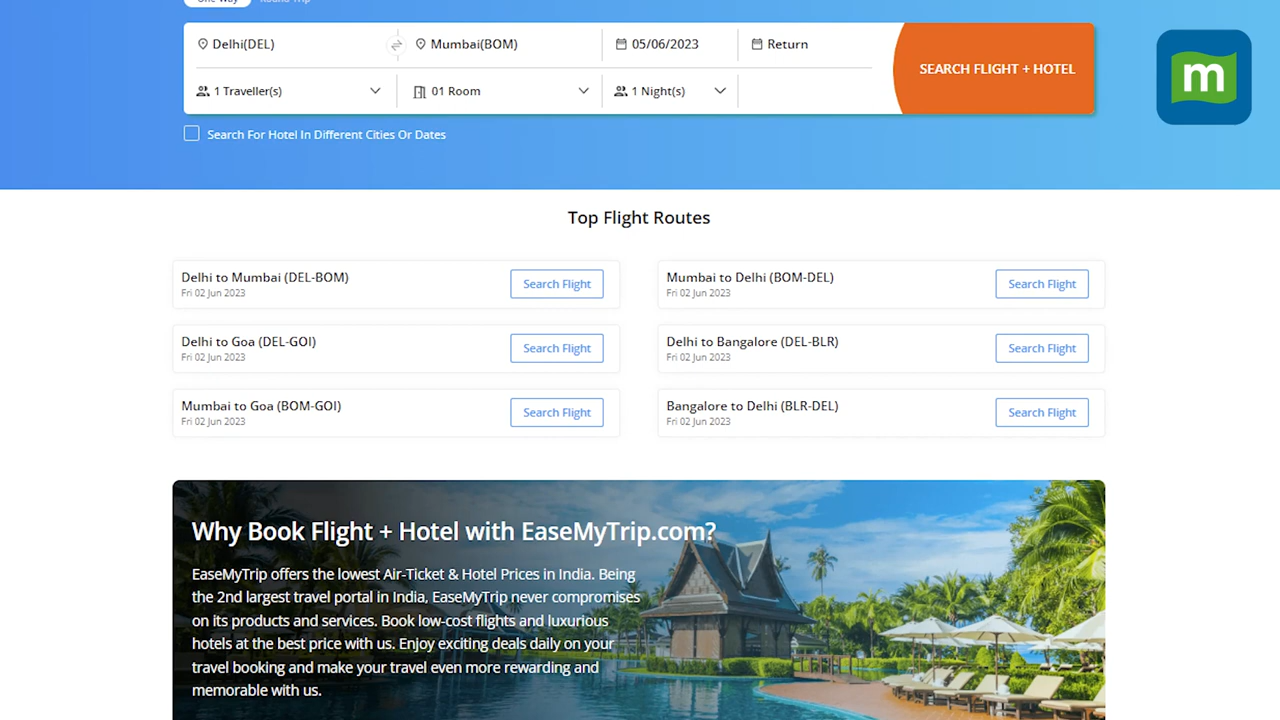 One Way Round Trip
Delhi(DEL) Mumbai(BOM) 05/06/2023 Return
SEARCH FLIGHT + HOTEL
m
1 Traveller(s) 01 Room 1 Night(s)
Search For Hotel In Different Cities Or Dates
Top Flight Routes
Delhi to Mumbai (DEL-BOM)
Fri 02 Jun 2023
Search Flight
Mumbai to Delhi (BOM-DEL)
Fri 02 Jun 2023
Search Flight
Delhi to Goa (DEL-GOI)
Fri 02 Jun 2023
Search Flight
Delhi to Bangalore (DEL-BLR)
Fri 02 Jun 2023
Search Flight
Mumbai to Goa (BOM-GOI)
Fri 02 Jun 2023
Search Flight
Bangalore to Delhi (BLR-DEL)
Fri 02 Jun 2023
Search Flight
Why Book Flight + Hotel with EaseMyTrip.com?
EaseMyTrip offers the lowest Air-Ticket & Hotel Prices in India. Being
the 2nd largest travel portal in India, EaseMyTrip never compromises
on its products and services. Book low-cost flights and luxurious
hotels at the best price with us. Enjoy exciting deals daily on your
travel booking and make your travel even more rewarding and
memorable with us.